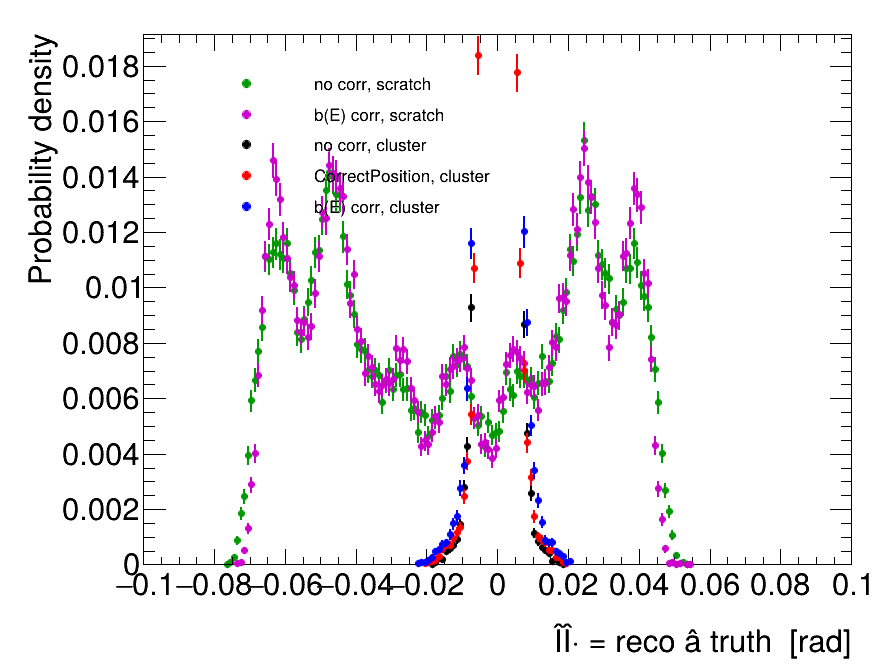 Probability density
0.018
0.016
0.014
0.012
0.01
0.008
0.006
0.004
0.002
0
no corr, scratch
b(E) corr, scratch
no corr, cluster
CorrectPosition, cluster
b(E) corr, cluster
−0.1 −0.08 −0.06 −0.04 −0.02 0 0.02 0.04 0.06 0.08 0.1
ÎÎ· = reco â truth [rad]